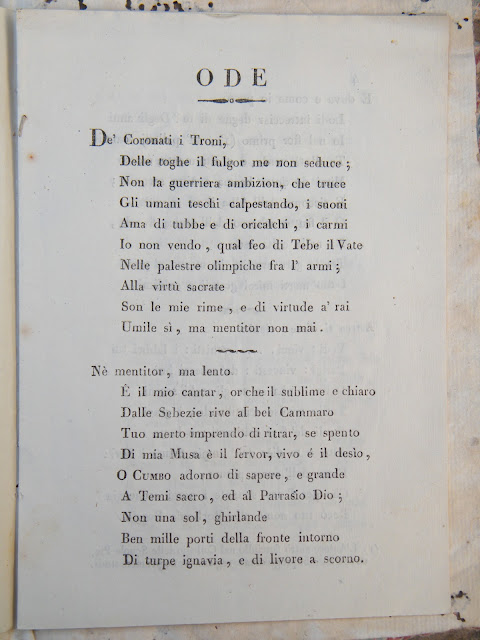 ODE
De' Coronati i Troni,
Delle toghe il fulgor me non seduce ;
Non la guerriera ambizion, che truce
Gli umani teschi calpestando, i suoni
Ama di tubbe e di oricalchi, i carmi
Io non vendo, qual feo di Tebe il Vate
Nelle palestre olimpiche fra l' armi ;
Alla virtù sacrate
Son le mie rime, e di virtude a' rai
Umile sì, ma mentitor non mai.
Nè mentitor, ma lento
É il mio cantar, or che il sublime e chiaro
Dalle Sebezie rive al bel Cammaro
Tuo merto imprendo di ritrar, se spento
Di mia Musa è il fervor, vivo é il desìo,
O CUMBO adorno di sapere, e grande
A Temi sacro, ed al Parrasìo Dio ;
Non una sol, ghirlande
Ben mille porti della fronte intorno
Di turpe ignavia, e di livore a scorno.